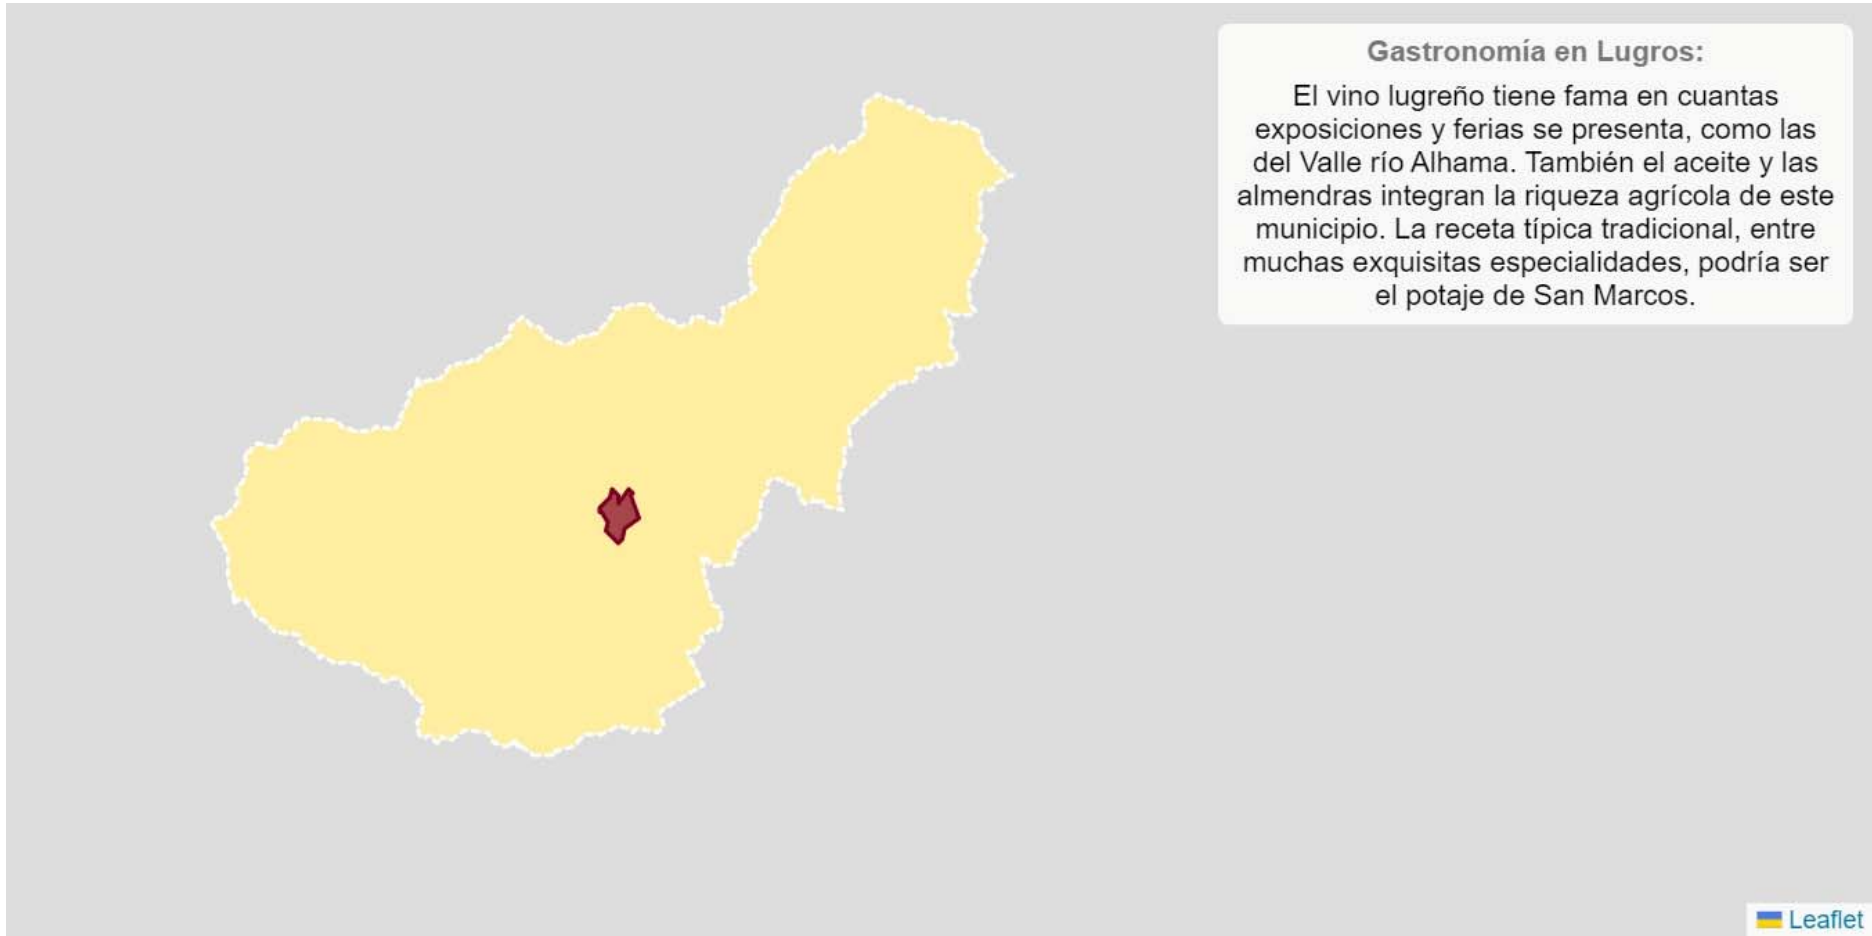 Gastronomía en Lugros:
El vino lugreño tiene fama en cuantas
exposiciones y ferias se presenta, como las
del Valle río Alhama. También el aceite y las
almendras integran la riqueza agrícola de este
municipio. La receta típica tradicional, entre
muchas exquisitas especialidades, podría ser
el potaje de San Marcos.
Leaflet